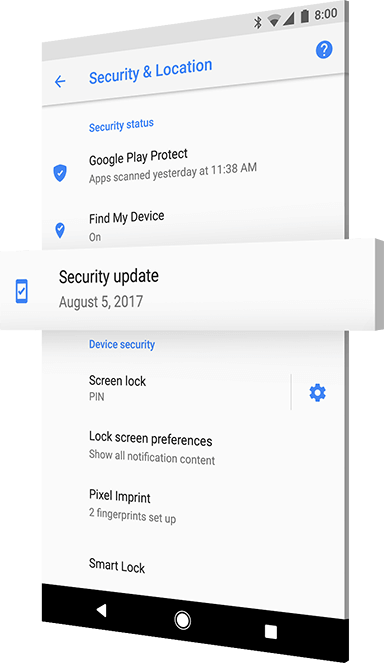 8:00
Security & Location
Security status
Google Play Protect
Apps scanned yesterday at 11:38 AM
Find My Device
On
Security update
August 5, 2017
Device security
Screen lock
PIN
Lock screen preferences
Show all notification content
Pixel Imprint
2 fingerprints set up
Smart Lock